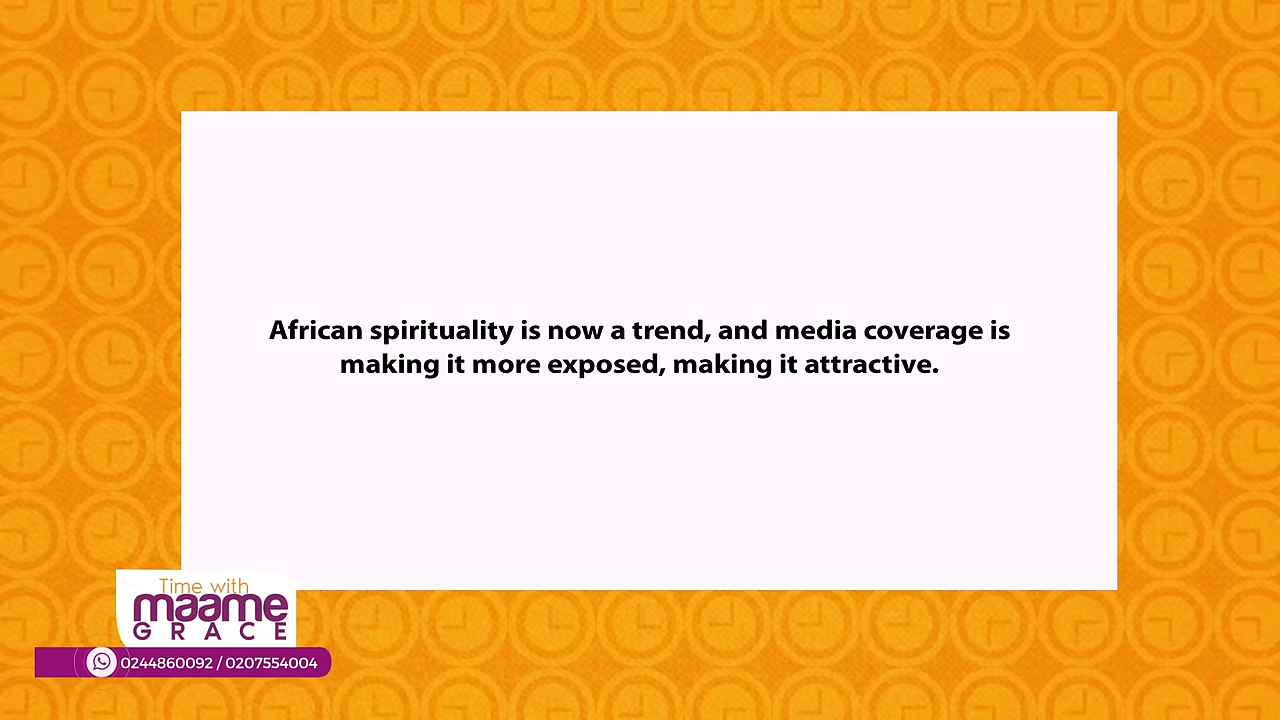 African spirituality is now a trend, and media coverage is
making it more exposed, making it attractive.
Time with
maame
GRACE
0244860092 / 0207554004